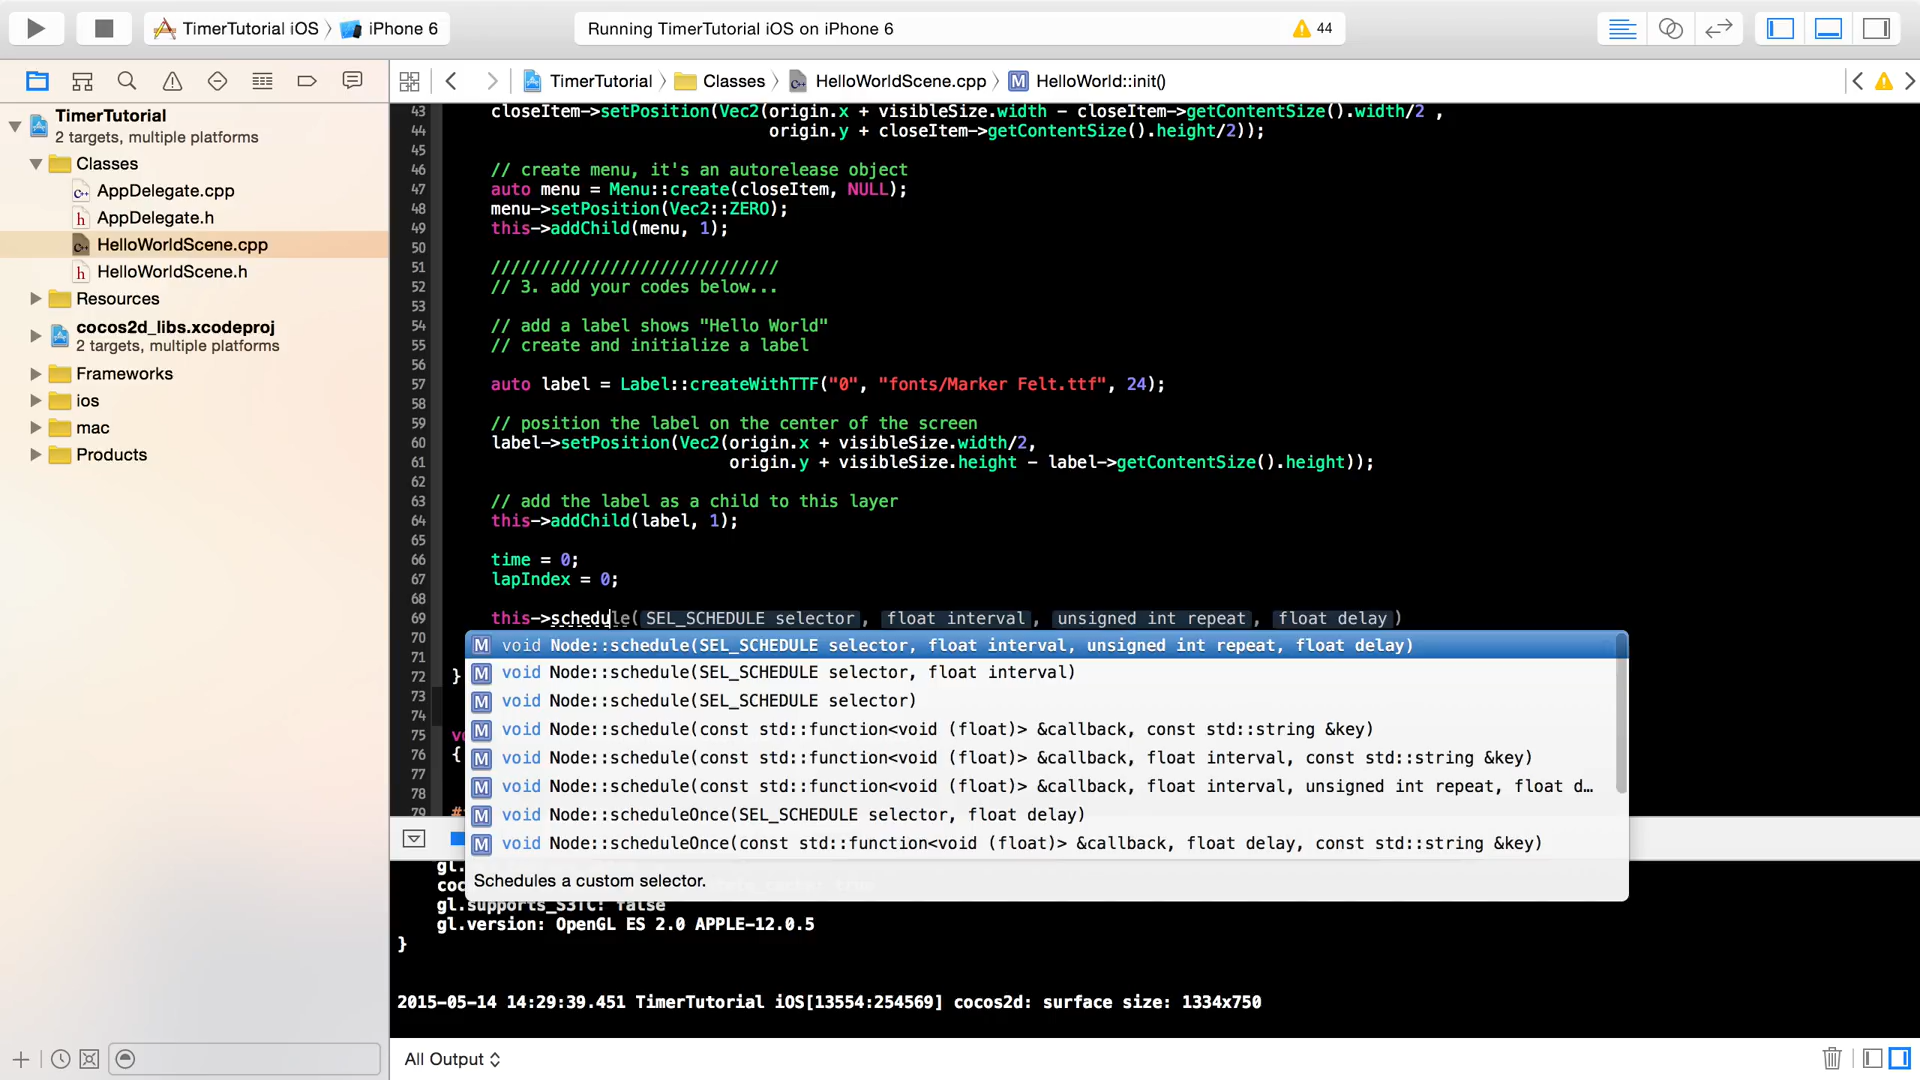 TimerTutorial iOS 〉 iPhone 6
Running TimerTutorial iOS on iPhone 6
44
TimerTutorial 〉 Classes 〉 HelloWorldScene.cpp 〉 M HelloWorld::init()
TimerTutorial
2 targets, multiple platforms
Classes
AppDelegate.cpp
AppDelegate.h
HelloWorldScene.cpp
HelloWorldScene.h
Resources
cocos2d_libs.xcodeproj
2 targets, multiple platforms
Frameworks
ios
mac
Products
43 closeItem->setPosition(Vec2(origin.x + visibleSize.width - closeItem->getContentSize().width/2 ,
44 origin.y + closeItem->getContentSize().height/2));
45
46 // create menu, it's an autorelease object
47 auto menu = Menu::create(closeItem, NULL);
48 menu->setPosition(Vec2::ZERO);
49 this->addChild(menu, 1);
50
51 /////////////////////////////
52 // 3. add your codes below...
53
54 // add a label shows "Hello World"
55 // create and initialize a label
56
57 auto label = Label::createWithTTF("0", "fonts/Marker Felt.ttf", 24);
58
59 // position the label on the center of the screen
60 label->setPosition(Vec2(origin.x + visibleSize.width/2,
61 origin.y + visibleSize.height - label->getContentSize().height));
62
63 // add the label as a child to this layer
64 this->addChild(label, 1);
65
66 time = 0;
67 lapIndex = 0;
68
69 this->schedule(SEL_SCHEDULE selector, float interval, unsigned int repeat, float delay)
70
71
72 }
73
74
75
76 {
77
78
79
M void Node::schedule(SEL_SCHEDULE selector, float interval, unsigned int repeat, float delay)
M void Node::schedule(SEL_SCHEDULE selector, float interval)
M void Node::schedule(SEL_SCHEDULE selector)
M void Node::schedule(const std::function<void (float)> &callback, const std::string &key)
M void Node::schedule(const std::function<void (float)> &callback, float interval, const std::string &key)
M void Node::schedule(const std::function<void (float)> &callback, float interval, unsigned int repeat, float d…
M void Node::scheduleOnce(SEL_SCHEDULE selector, float delay)
M void Node::scheduleOnce(const std::function<void (float)> &callback, float delay, const std::string &key)
Schedules a custom selector.
gl.supports_S3TC: false
gl.version: OpenGL ES 2.0 APPLE-12.0.5
}
2015-05-14 14:29:39.451 TimerTutorial iOS[13554:254569] cocos2d: surface size: 1334x750
All Output